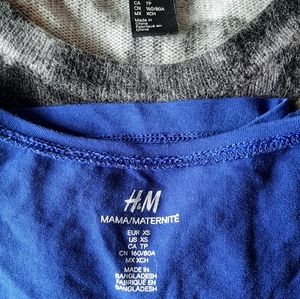 CA TP
CN 160/80A
MX XCH
Made in
China
Fabriqué en
Chine
H&M
MAMA/MATERNITÉ
EUR XS
US XS
CA TP
CN 160/80A
MX XCH
MADE IN
BANGLADESH
FABRIQUÉ EN
BANGLADESH